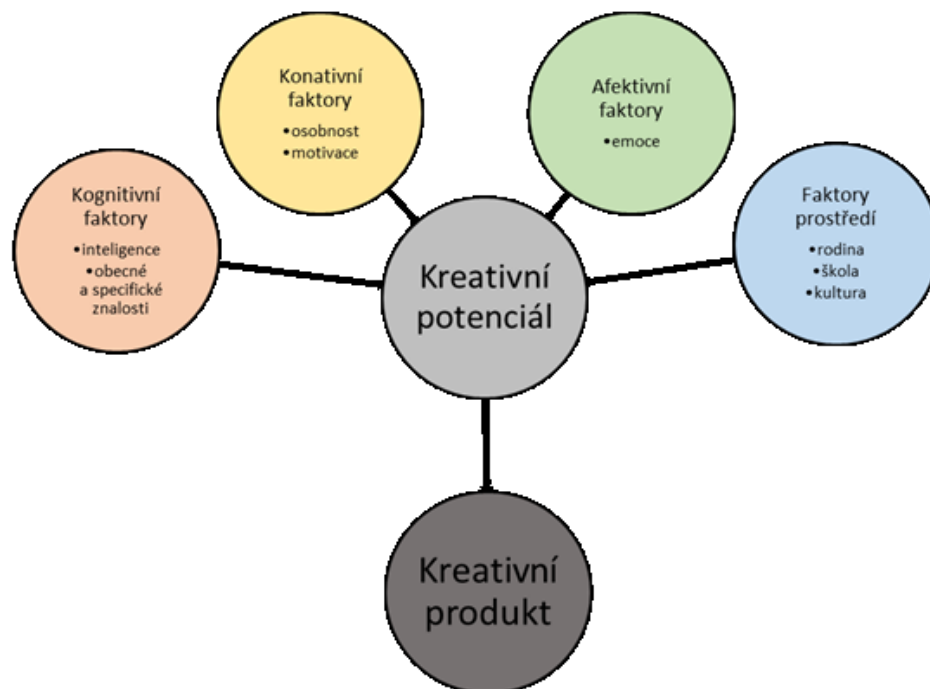 Konativní
faktory
•osobnost
•motivace
Afektivní
faktory
•emoce
Kognitivní
faktory
•inteligence
•obecné
a specifické
znalosti
Faktory
prostředí
•rodina
•škola
•kultura
Kreativní
potenciál
Kreativní
produkt